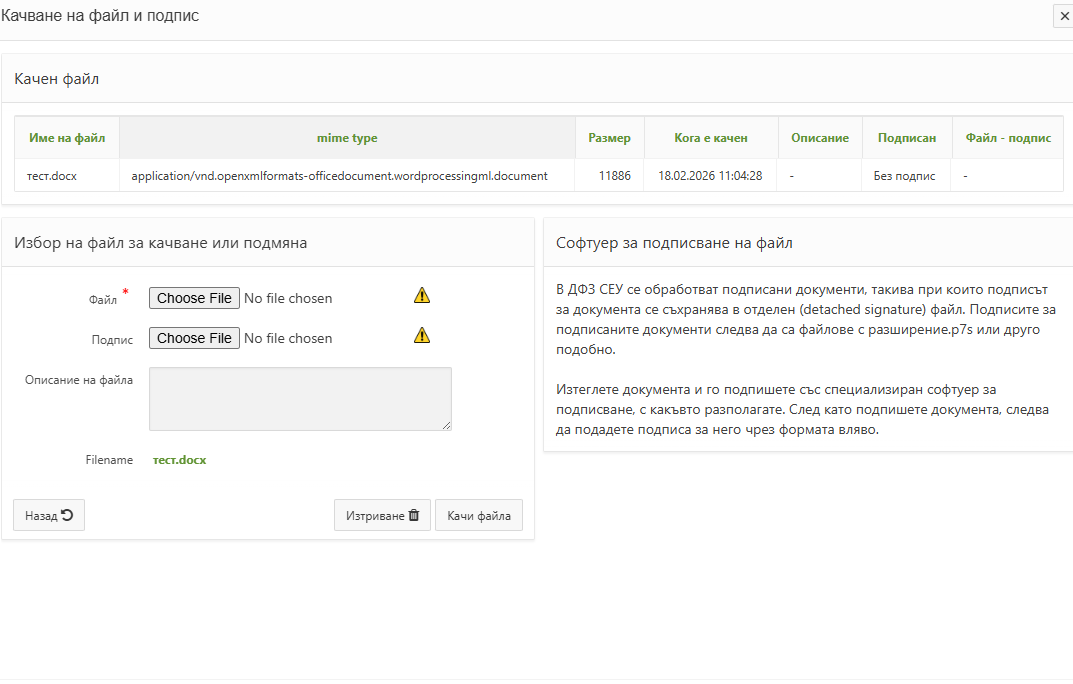 Качване на файл и подпис
Качен файл
Име на файл mime type Размер Кога е качен Описание Подписан Файл - подпис
тест.docx application/vnd.openxmlformats-officedocument.wordprocessingml.document 11886 18.02.2026 11:04:28 - Без подпис -
Избор на файл за качване или подмяна
Файл * Choose File No file chosen
Подпис Choose File No file chosen
Описание на файла
Filename тест.docx
Назад Изтриване Качи файла
Софтуер за подписване на файл
В ДФЗ СЕУ се обработват подписани документи, такива при които подписът
за документа се съхранява в отделен (detached signature) файл. Подписите за
подписаните документи следва да са файлове с разширение.p7s или друго
подобно.
Изтеглете документа и го подпишете със специализиран софтуер за
подписване, с какъвто разполагате. След като подпишете документа, следва
да подадете подписа за него чрез формата вляво.